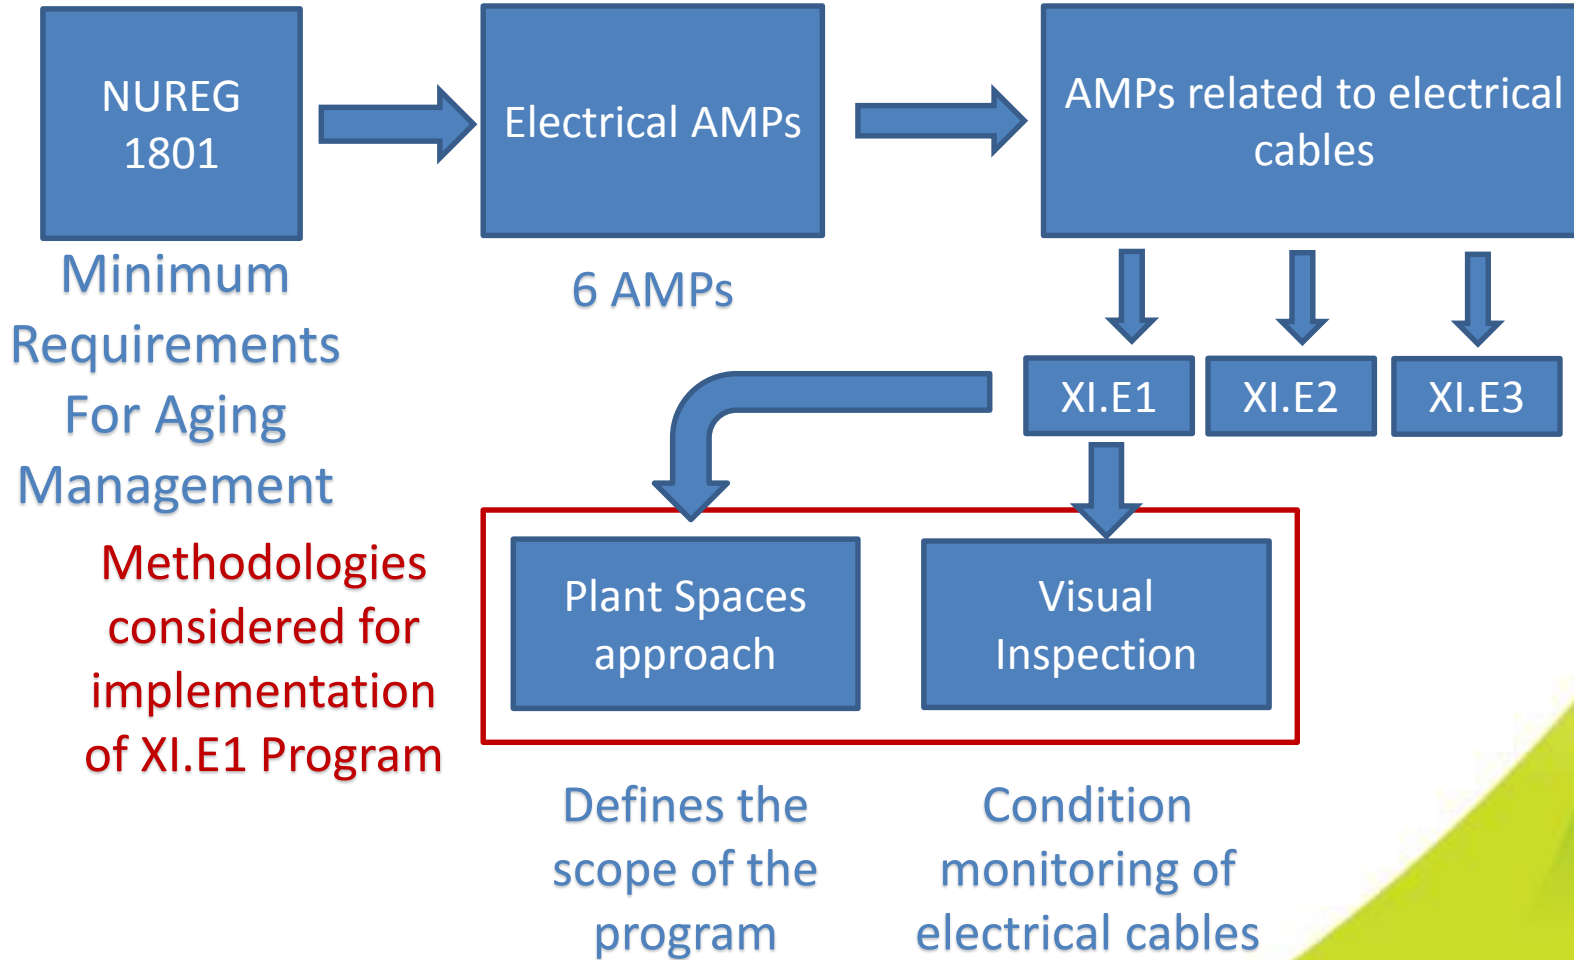 NUREG
1801
Electrical AMPs
AMPs related to electrical
cables
Minimum
Requirements
For Aging
Management
6 AMPs
XI.E1
XI.E2
XI.E3
Methodologies
considered for
implementation
of XI.E1 Program
Plant Spaces
approach
Visual
Inspection
Defines the
scope of the
program
Condition
monitoring of
electrical cables